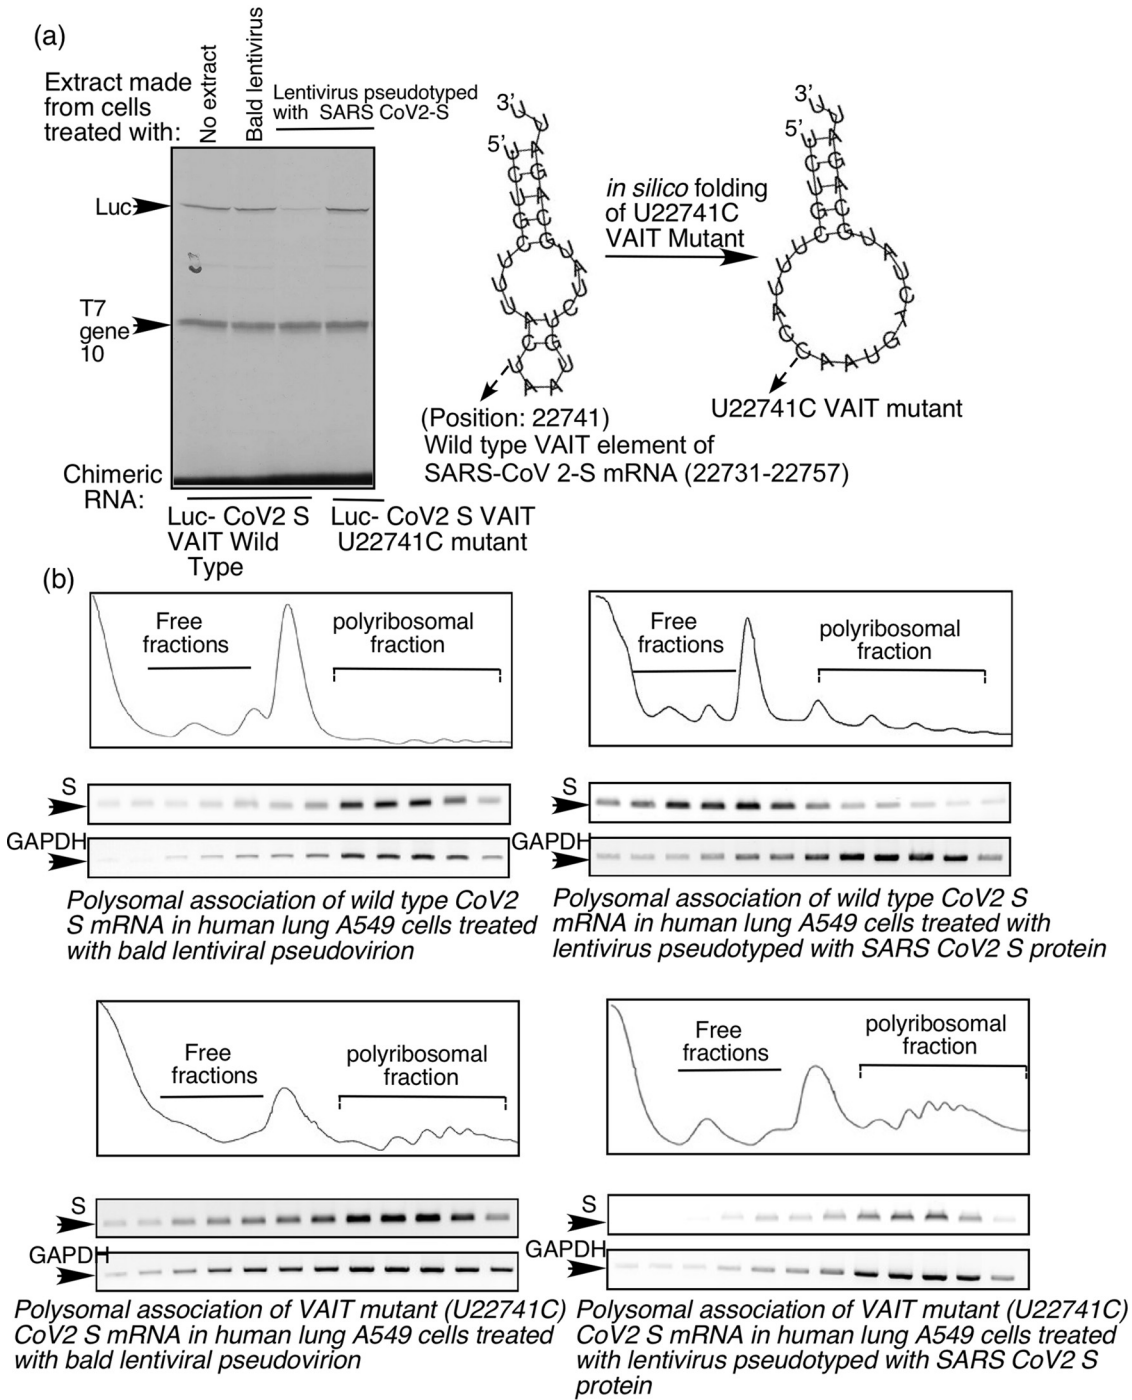 (a)
Extract made
from cells
treated with:
No extract
Bald lentivirus
Lentivirus pseudotyped
with SARS CoV2-S
Luc
T7
gene
10
Chimeric
RNA:
Luc- CoV2 S
VAIT Wild
Type
Luc- CoV2 S VAIT
U22741C mutant
3'
5'
in silico folding
of U22741C
VAIT Mutant
3'
5'
(Position: 22741)
Wild type VAIT element of
SARS-CoV 2-S mRNA (22731-22757)
U22741C VAIT mutant
(b)
Free
fractions
polyribosomal
fraction
S
GAPDH
Polysomal association of wild type CoV2
S mRNA in human lung A549 cells treated
with bald lentiviral pseudovirion
Free
fractions
polyribosomal
fraction
S
GAPDH
Polysomal association of wild type CoV2 S
mRNA in human lung A549 cells treated with
lentivirus pseudotyped with SARS CoV2 S protein
Free
fractions
polyribosomal
fraction
S
GAPDH
Polysomal association of VAIT mutant (U22741C)
CoV2 S mRNA in human lung A549 cells treated
with bald lentiviral pseudovirion
Free
fractions
polyribosomal
fraction
S
GAPDH
Polysomal association of VAIT mutant (U22741C)
CoV2 S mRNA in human lung A549 cells treated
with lentivirus pseudotyped with SARS CoV2 S
protein